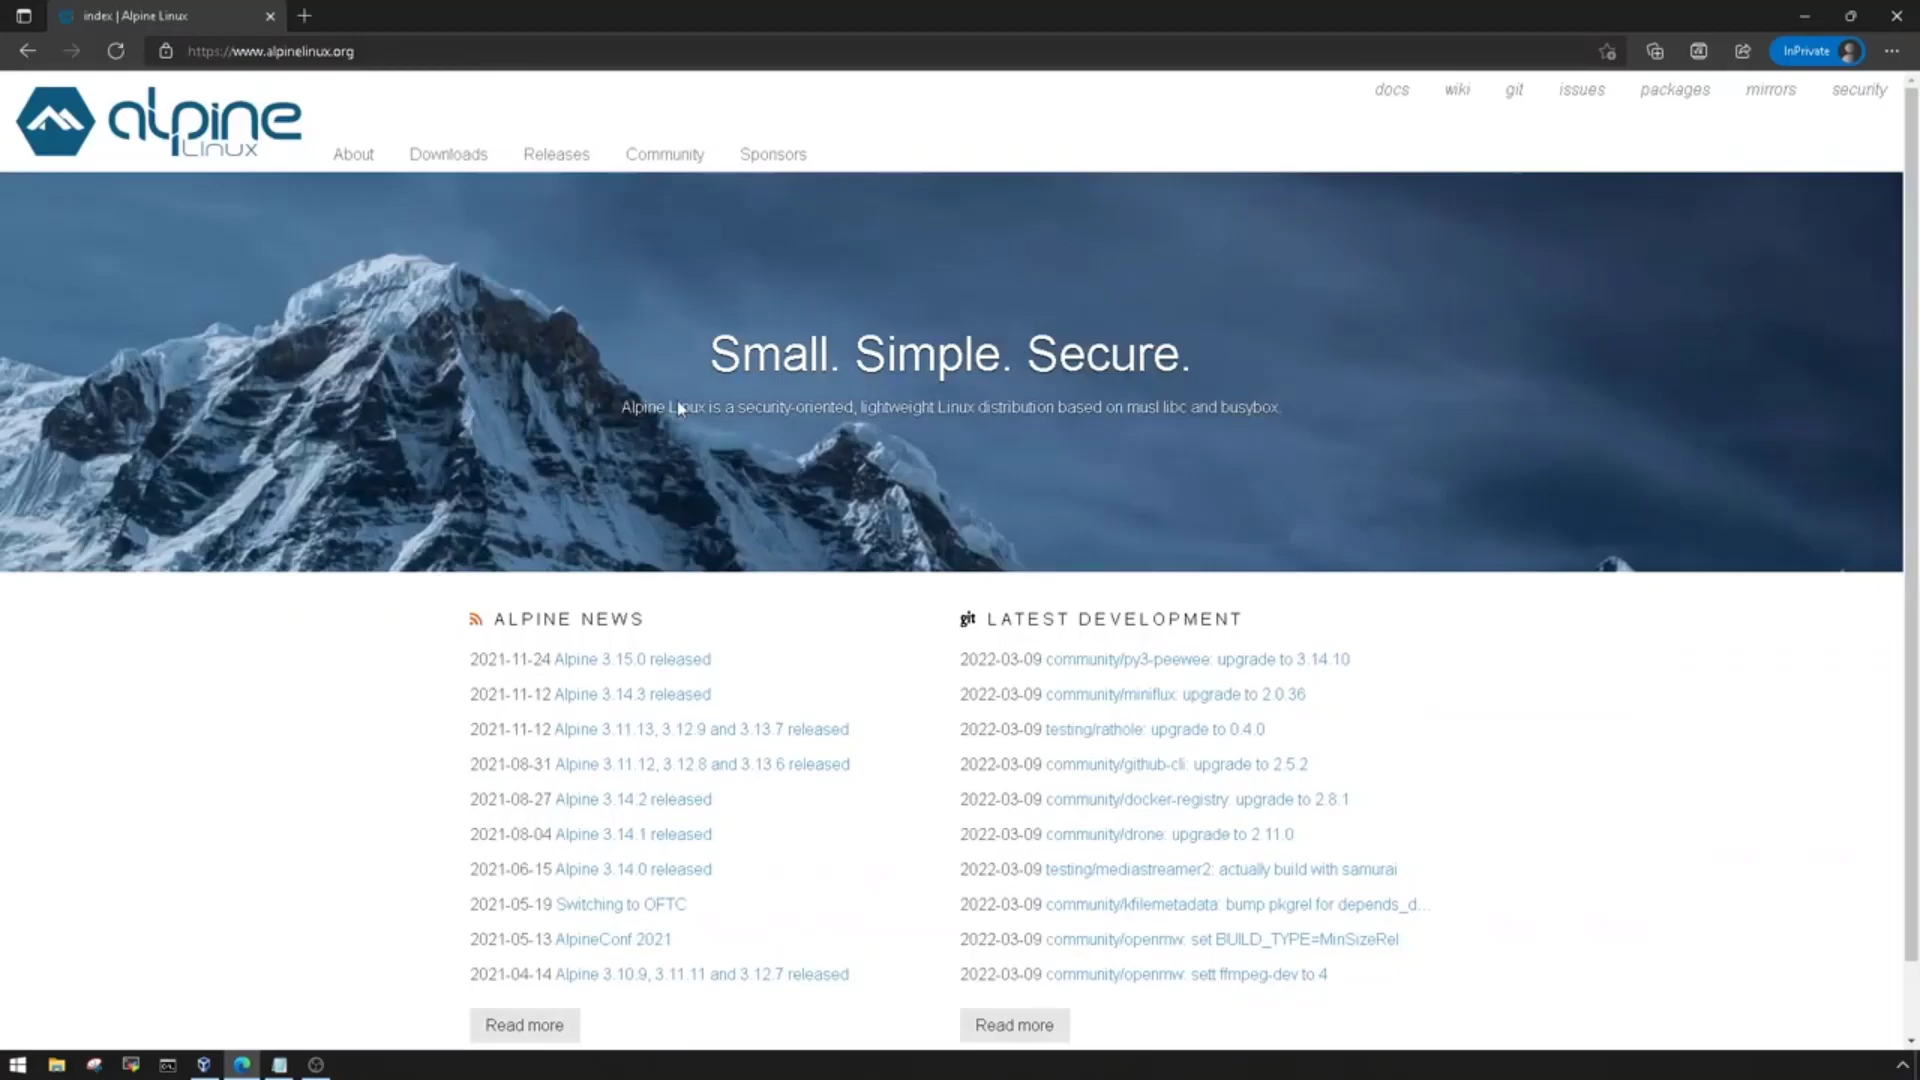 index | Alpine Linux
https://www.alpinelinux.org
InPrivate
docs wiki git issues packages mirrors security
alpine
Linux
About Downloads Releases Community Sponsors
Small. Simple. Secure.
Alpine Linux is a security-oriented, lightweight Linux distribution based on musl libc and busybox.
ALPINE NEWS
2021-11-24 Alpine 3.15.0 released
2021-11-12 Alpine 3.14.3 released
2021-11-12 Alpine 3.11.13, 3.12.9 and 3.13.7 released
2021-08-31 Alpine 3.11.12, 3.12.8 and 3.13.6 released
2021-08-27 Alpine 3.14.2 released
2021-08-04 Alpine 3.14.1 released
2021-06-15 Alpine 3.14.0 released
2021-05-19 Switching to OFTC
2021-05-13 AlpineConf 2021
2021-04-14 Alpine 3.10.9, 3.11.11 and 3.12.7 released
Read more
git LATEST DEVELOPMENT
2022-03-09 community/py3-peewee: upgrade to 3.14.10
2022-03-09 community/miniflux: upgrade to 2.0.36
2022-03-09 testing/rathole: upgrade to 0.4.0
2022-03-09 community/github-cli: upgrade to 2.5.2
2022-03-09 community/docker-registry: upgrade to 2.8.1
2022-03-09 community/drone: upgrade to 2.11.0
2022-03-09 testing/mediastreamer2: actually build with samurai
2022-03-09 community/kfilemetadata: bump pkgrel for depends_d...
2022-03-09 community/openmw: set BUILD_TYPE=MinSizeRel
2022-03-09 community/openmw: sett ffmpeg-dev to 4
Read more